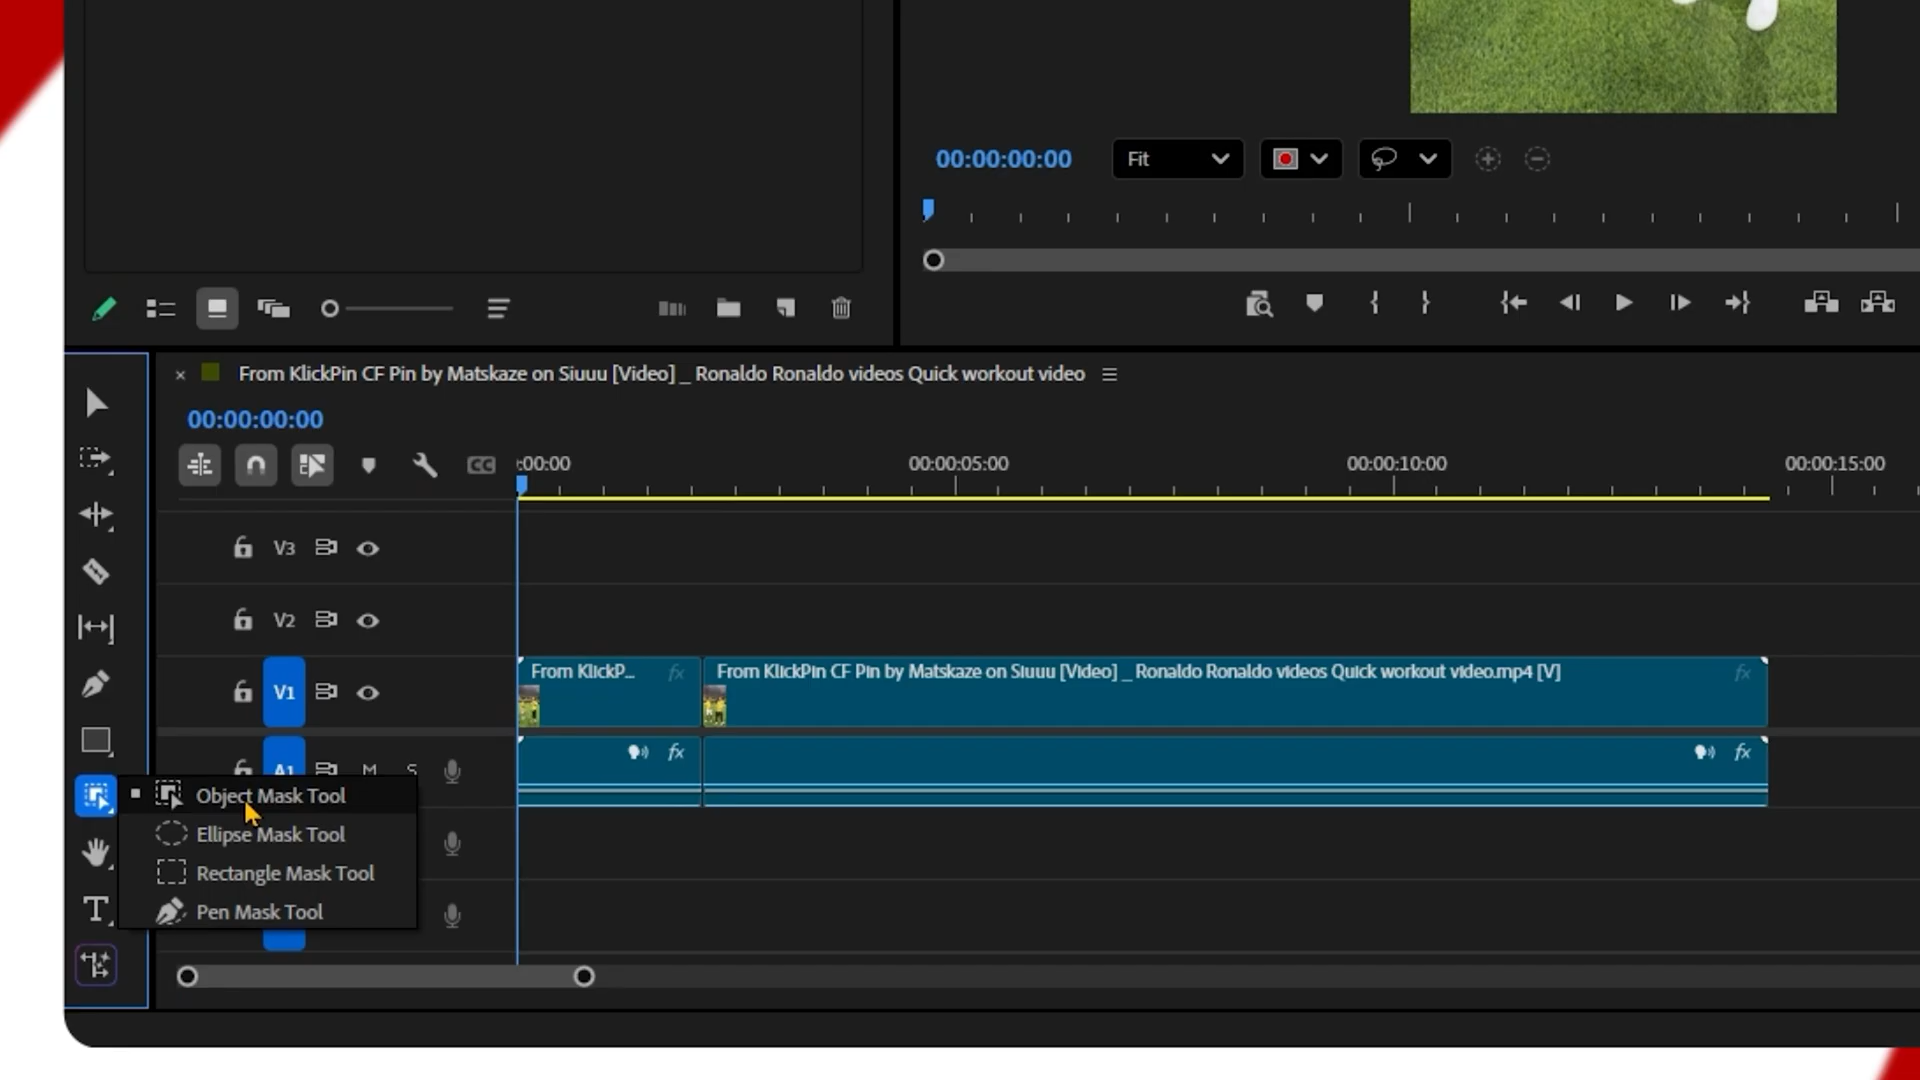 00:00:00:00
Fit
From KlickPin CF Pin by Matskaze on Siuuu [Video] _ Ronaldo Ronaldo videos Quick workout video
00:00:00:00
CC
:00:00
00:00:05:00
00:00:10:00
00:00:15:00
V3
V2
V1
From KlickP...
fx
From KlickPin CF Pin by Matskaze on Siuuu [Video] _ Ronaldo Ronaldo videos Quick workout video.mp4 [V]
fx
A1
M
S
fx
fx
Object Mask Tool
Ellipse Mask Tool
Rectangle Mask Tool
Pen Mask Tool
T